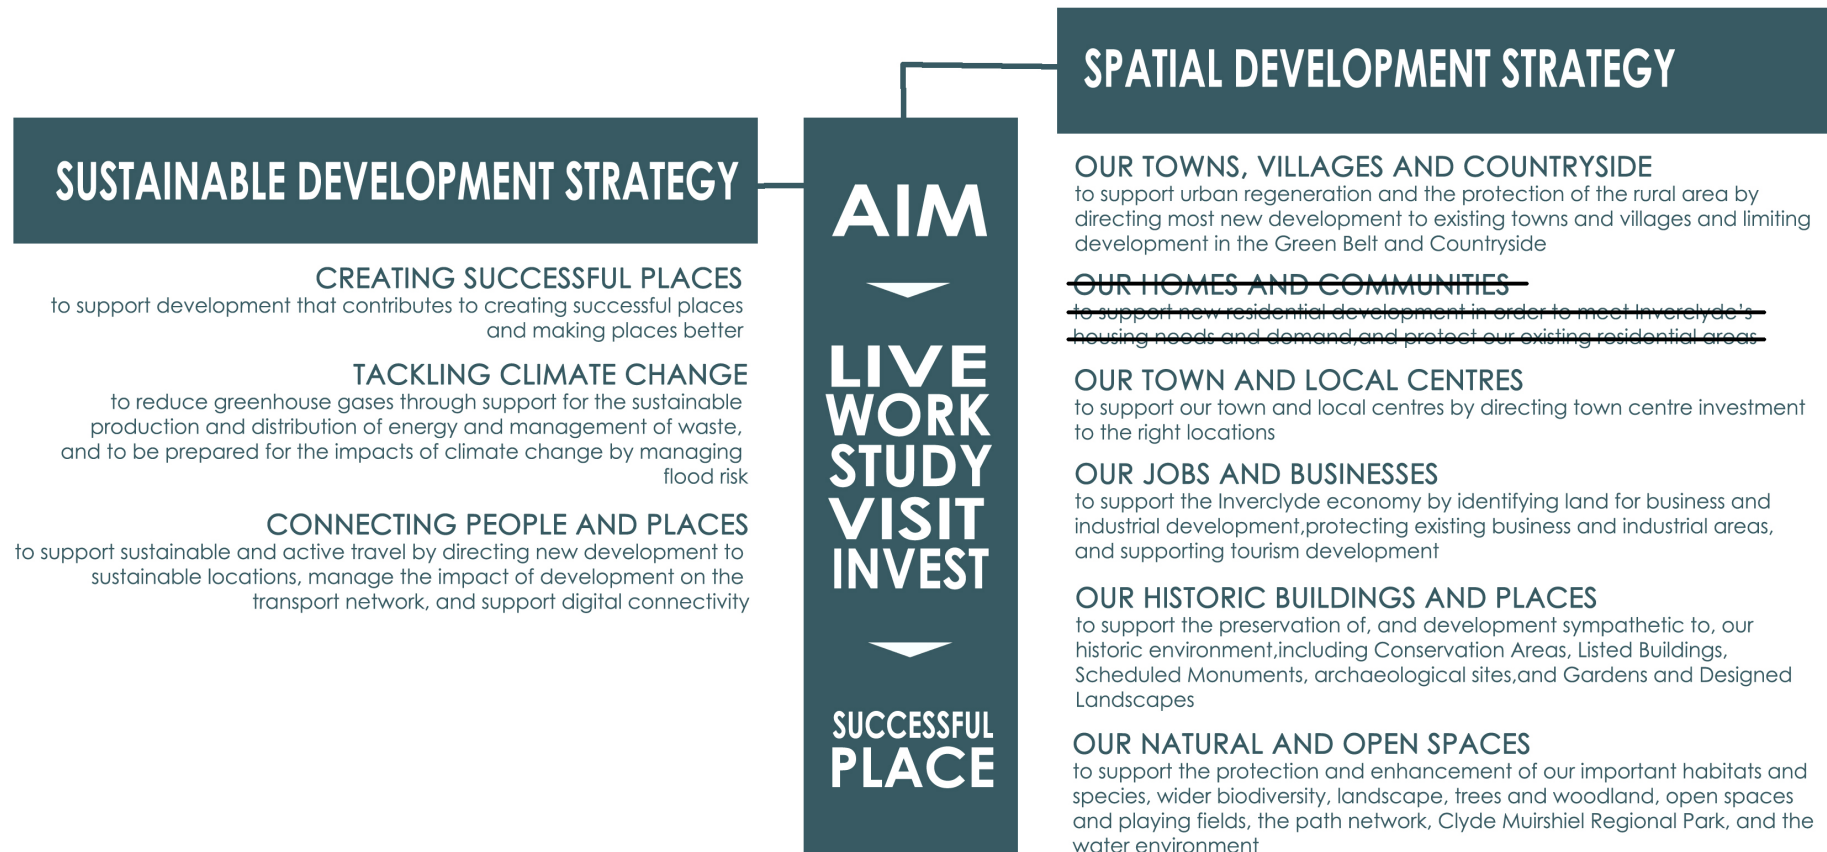 SUSTAINABLE DEVELOPMENT STRATEGY
CREATING SUCCESSFUL PLACES
to support development that contributes to creating successful places
and making places better
TACKLING CLIMATE CHANGE
to reduce greenhouse gases through support for the sustainable
production and distribution of energy and management of waste,
and to be prepared for the impacts of climate change by managing
flood risk
CONNECTING PEOPLE AND PLACES
to support sustainable and active travel by directing new development to
sustainable locations, manage the impact of development on the
transport network, and support digital connectivity
AIM
LIVE
WORK
STUDY
VISIT
INVEST
SUCCESSFUL
PLACE
SPATIAL DEVELOPMENT STRATEGY
OUR TOWNS, VILLAGES AND COUNTRYSIDE
to support urban regeneration and the protection of the rural area by
directing most new development to existing towns and villages and limiting
development in the Green Belt and Countryside
OUR HOMES AND COMMUNITIES
to support new residential development in order to meet Inverclyde's
housing needs and demand,and protect our existing residential areas
OUR TOWN AND LOCAL CENTRES
to support our town and local centres by directing town centre investment
to the right locations
OUR JOBS AND BUSINESSES
to support the Inverclyde economy by identifying land for business and
industrial development,protecting existing business and industrial areas,
and supporting tourism development
OUR HISTORIC BUILDINGS AND PLACES
to support the preservation of, and development sympathetic to, our
historic environment,including Conservation Areas, Listed Buildings,
Scheduled Monuments, archaeological sites,and Gardens and Designed
Landscapes
OUR NATURAL AND OPEN SPACES
to support the protection and enhancement of our important habitats and
species, wider biodiversity, landscape, trees and woodland, open spaces
and playing fields, the path network, Clyde Muirshiel Regional Park, and the
water environment